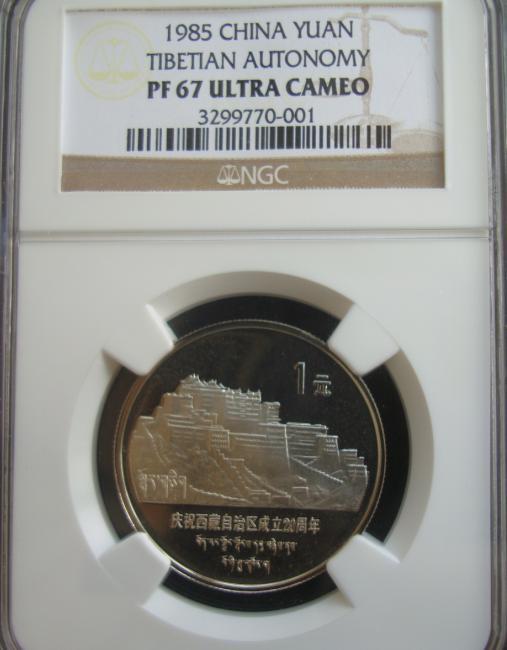 1985 CHINA YUAN
TIBETIAN AUTONOMY
PF 67 ULTRA CAMEO
3299770-001
NGC
1元
庆祝西藏自治区成立20周年